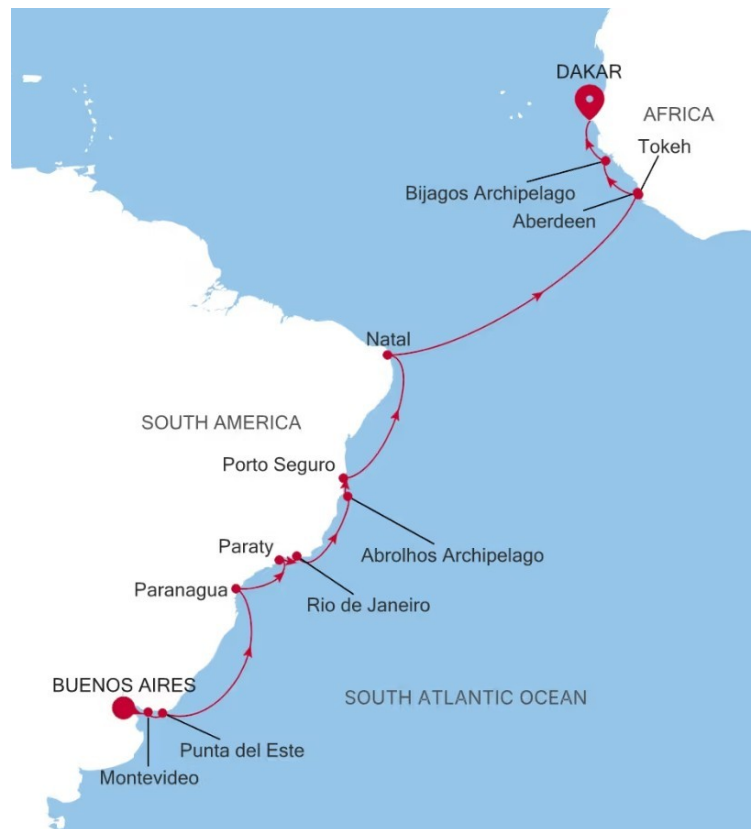 DAKAR
AFRICA
Tokeh
Bijagos Archipelago
Aberdeen
Natal
SOUTH AMERICA
Porto Seguro
Abrolhos Archipelago
Paraty
Paranagua
Rio de Janeiro
BUENOS AIRES
SOUTH ATLANTIC OCEAN
Punta del Este
Montevideo